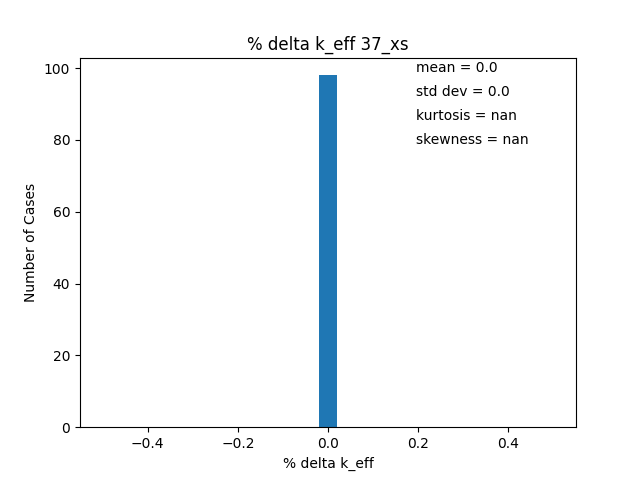 % delta k_eff 37_xs
mean = 0.0
std dev = 0.0
kurtosis = nan
skewness = nan
Number of Cases
100
80
60
40
20
0
−0.4 −0.2 0.0 0.2 0.4
% delta k_eff